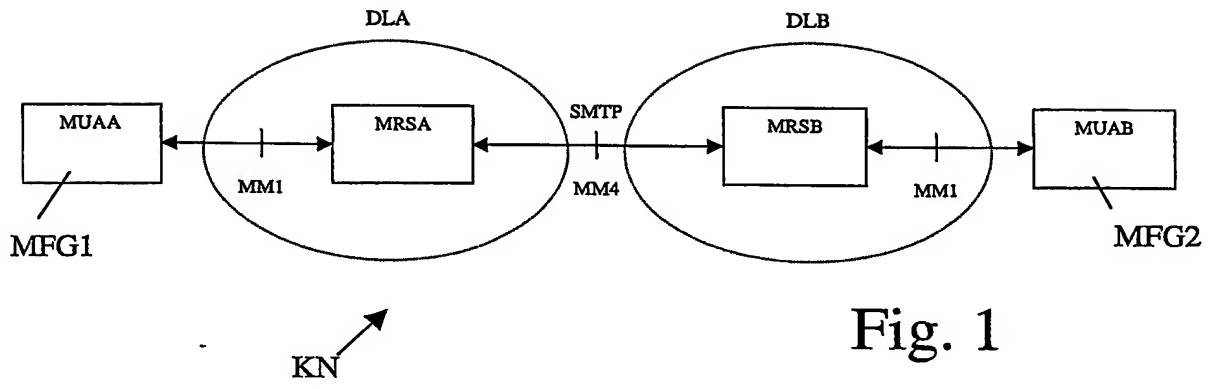 DLA
DLB
MUAA
MRSA
SMTP
MRSB
MUAB
MM1
MM4
MM1
MFG1
MFG2
KN
Fig. 1